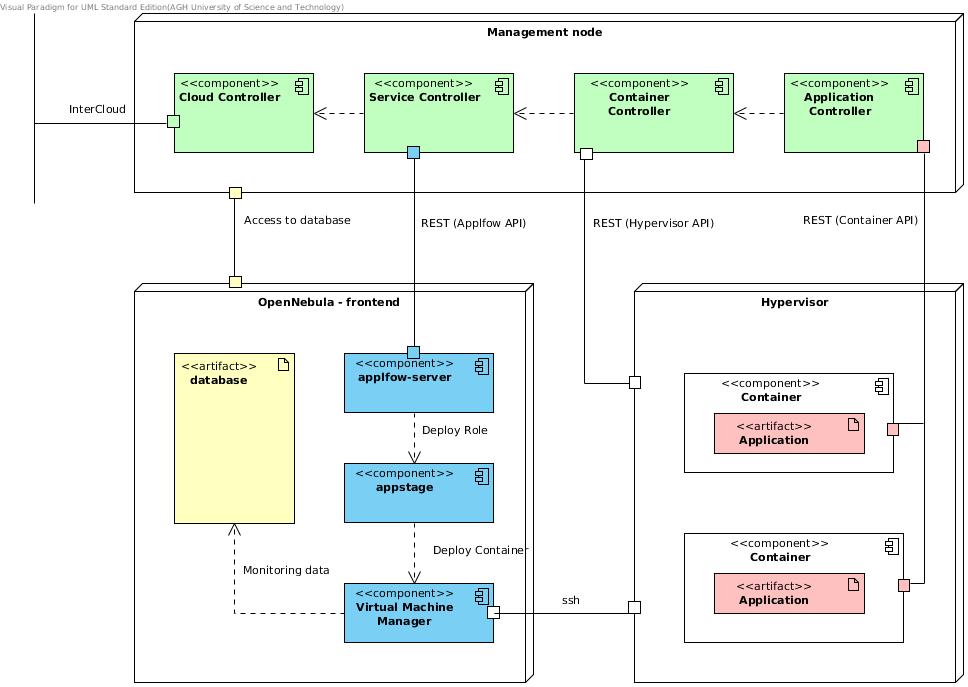 Visual Paradigm for UML Standard Edition(AGH University of Science and Technology)
Management node
<<component>>
Cloud Controller
<<component>>
Service Controller
<<component>>
Container
Controller
<<component>>
Application
Controller
InterCloud
Access to database
REST (Applfow API)
REST (Hypervisor API)
REST (Container API)
OpenNebula - frontend
<<artifact>>
database
<<component>>
applfow-server
Deploy Role
<<component>>
appstage
Deploy Container
Monitoring data
<<component>>
Virtual Machine
Manager
ssh
Hypervisor
<<component>>
Container
<<artifact>>
Application
<<component>>
Container
<<artifact>>
Application